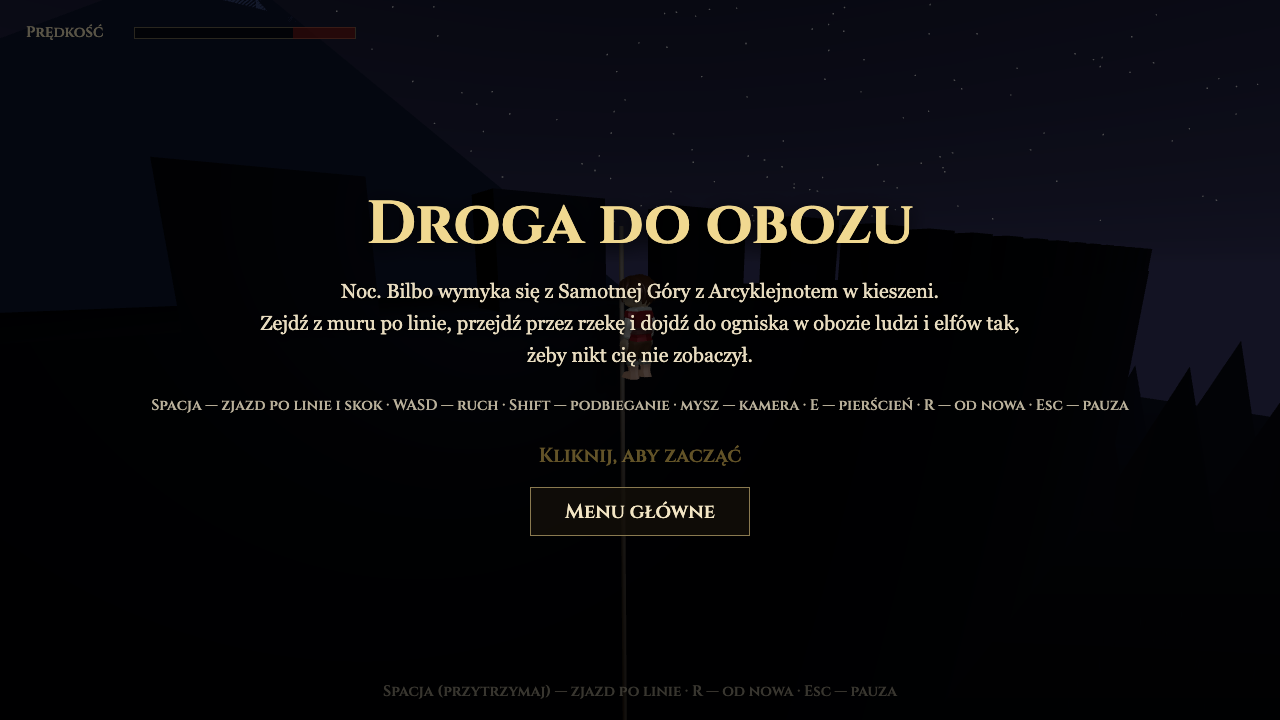 Prędkość
Droga do obozu
Noc. Bilbo wymyka się z Samotnej Góry z Arcyklejnotem w kieszeni.
Zejdź z muru po linie, przejdź przez rzekę i dojdź do ogniska w obozie ludzi i elfów tak,
żeby nikt cię nie zobaczył.
Spacja — zjazd po linie i skok · WASD — ruch · Shift — podbieganie · mysz — kamera · E — pierścień · R — od nowa · Esc — pauza
Kliknij, aby zacząć
Menu główne
Spacja (przytrzymaj) — zjazd po linie · R — od nowa · Esc — pauza